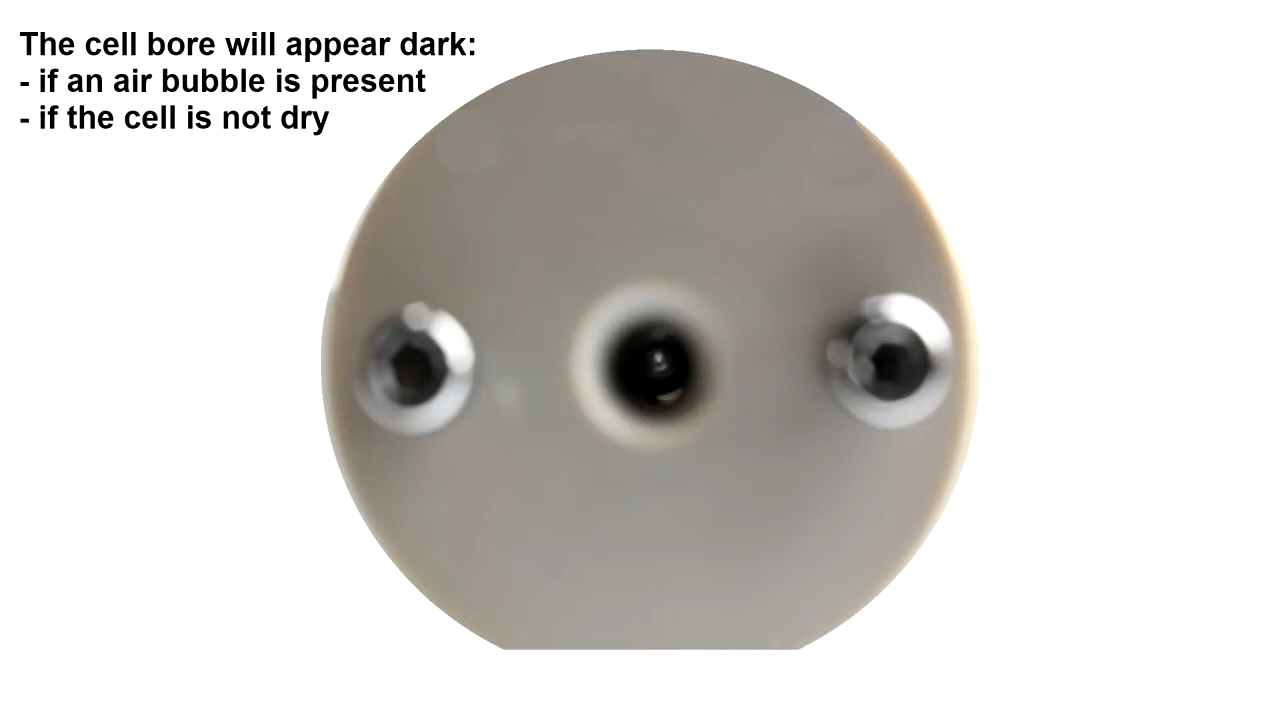 The cell bore will appear dark:
- if an air bubble is present
- if the cell is not dry